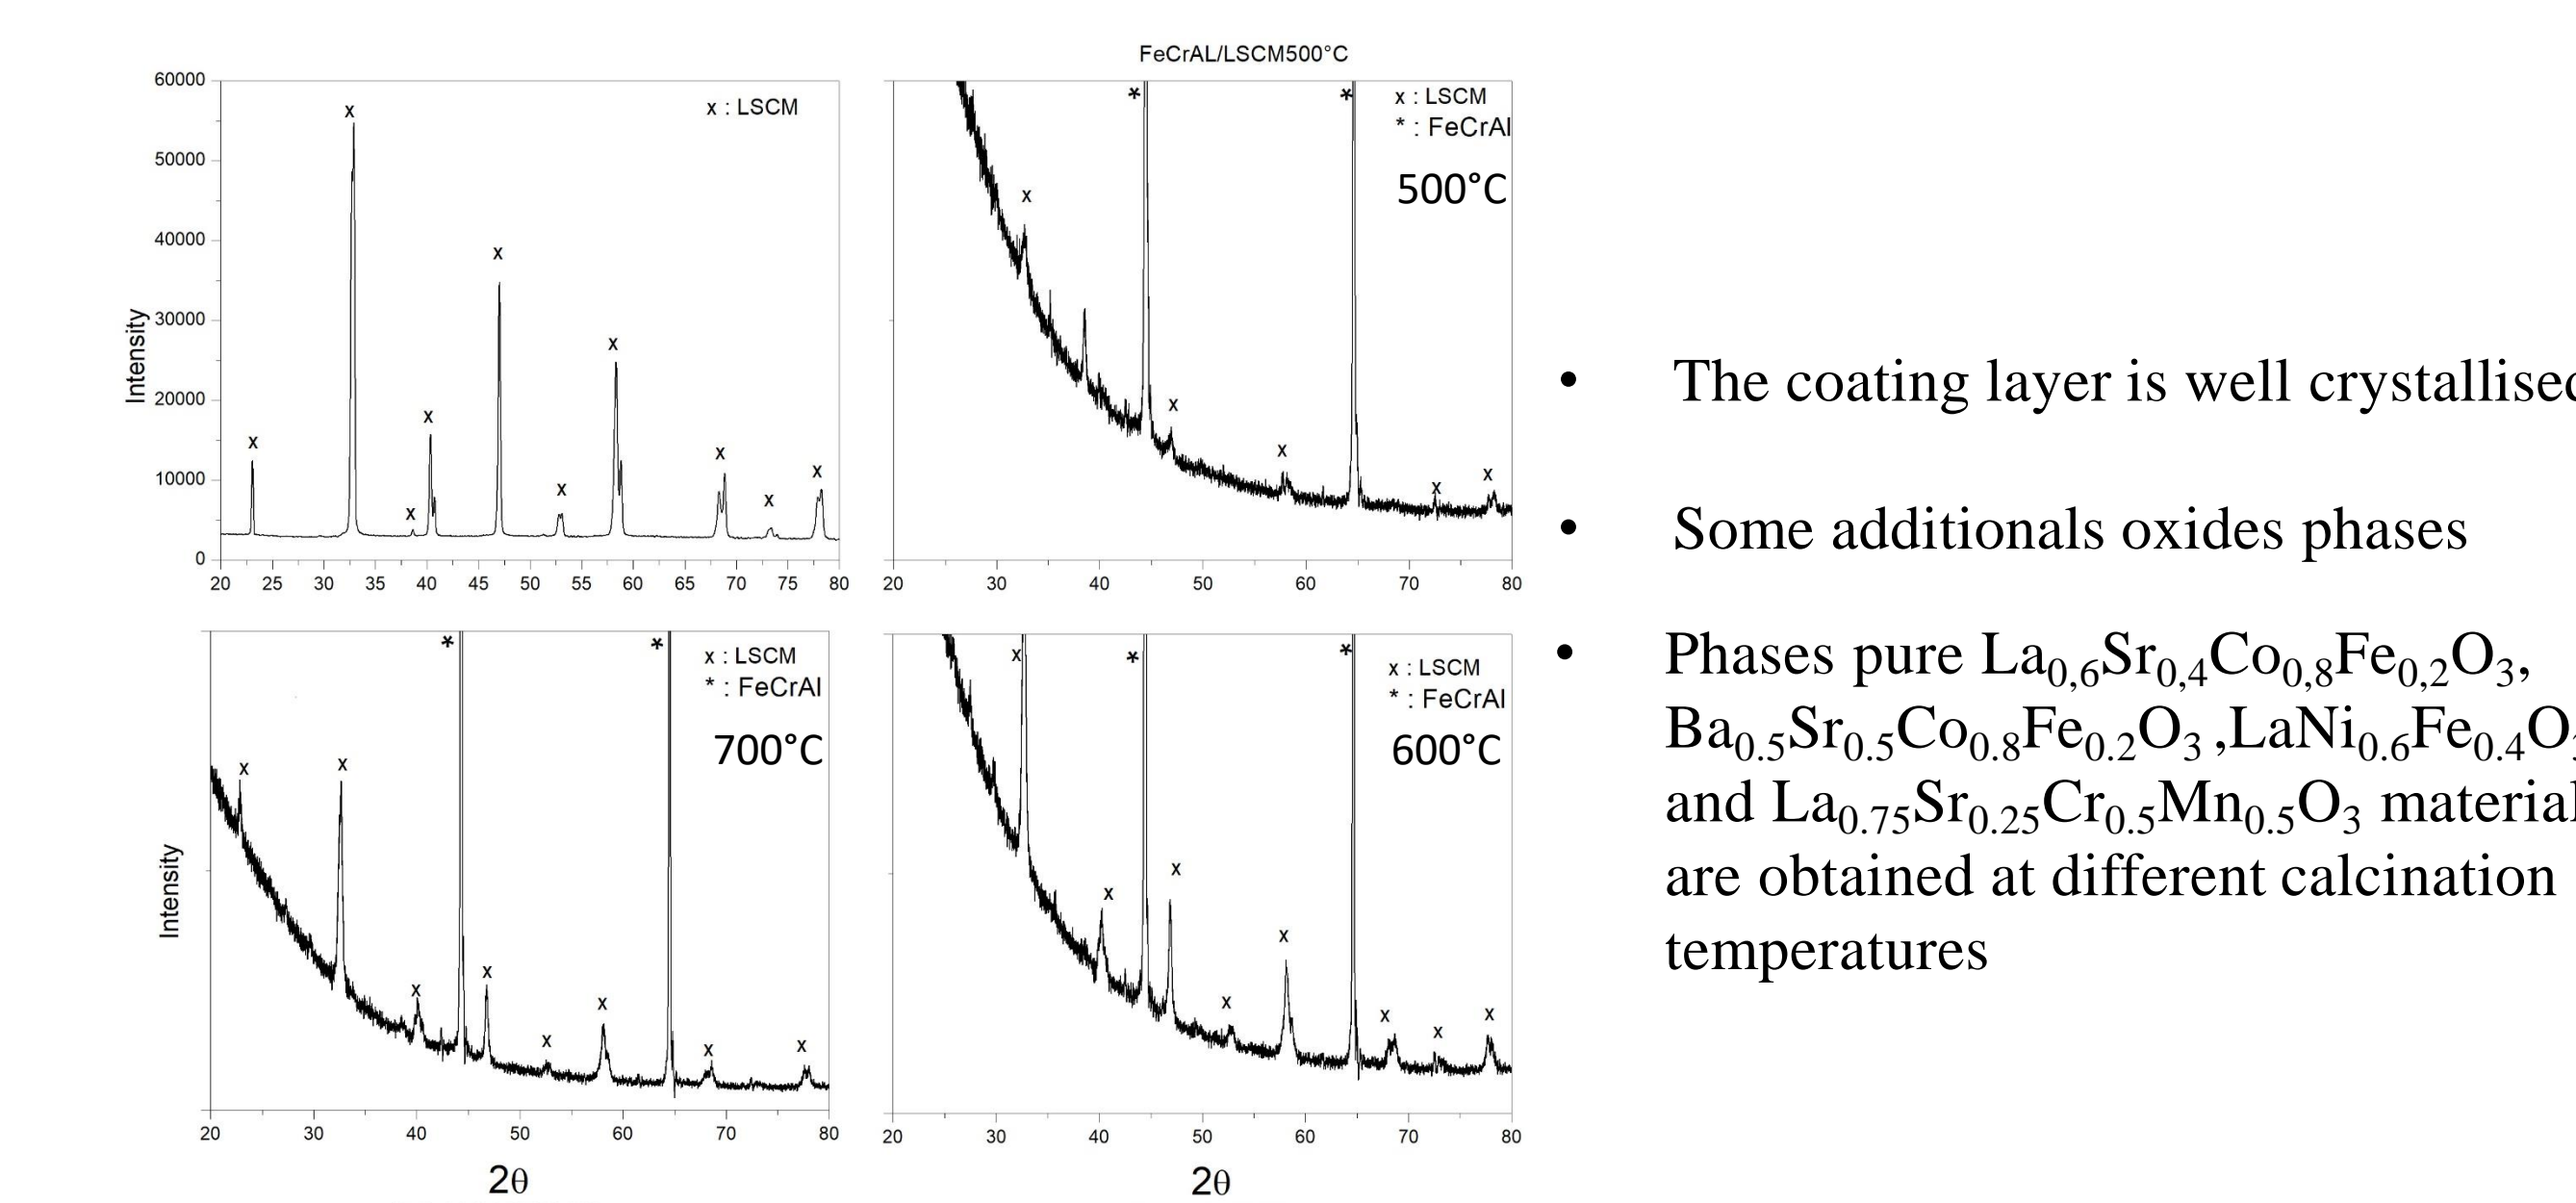 FeCrAL/LSCM500°C
60000
50000
40000
30000
20000
10000
0
Intensity
x : LSCM
x
x
x
x
x
x
x
x
x
x
20 25 30 35 40 45 50 55 60 65 70 75 80
* *
x : LSCM
* : FeCrAl
500°C
x
x
x
x
x
20 30 40 50 60 70 80
* *
x : LSCM
* : FeCrAl
700°C
Intensity
x
x
x
x
x
x
x
x
20 30 40 50 60 70 80
2θ
x * *
x : LSCM
* : FeCrAl
600°C
x
x
x
x
x
x
x
20 30 40 50 60 70 80
2θ
• The coating layer is well crystallised
• Some additionals oxides phases
• Phases pure La0,6Sr0,4Co0,8Fe0,2O3,
Ba0.5Sr0.5Co0.8Fe0.2O3 ,LaNi0.6Fe0.4O3
and La0.75Sr0.25Cr0.5Mn0.5O3 material
are obtained at different calcination
temperatures